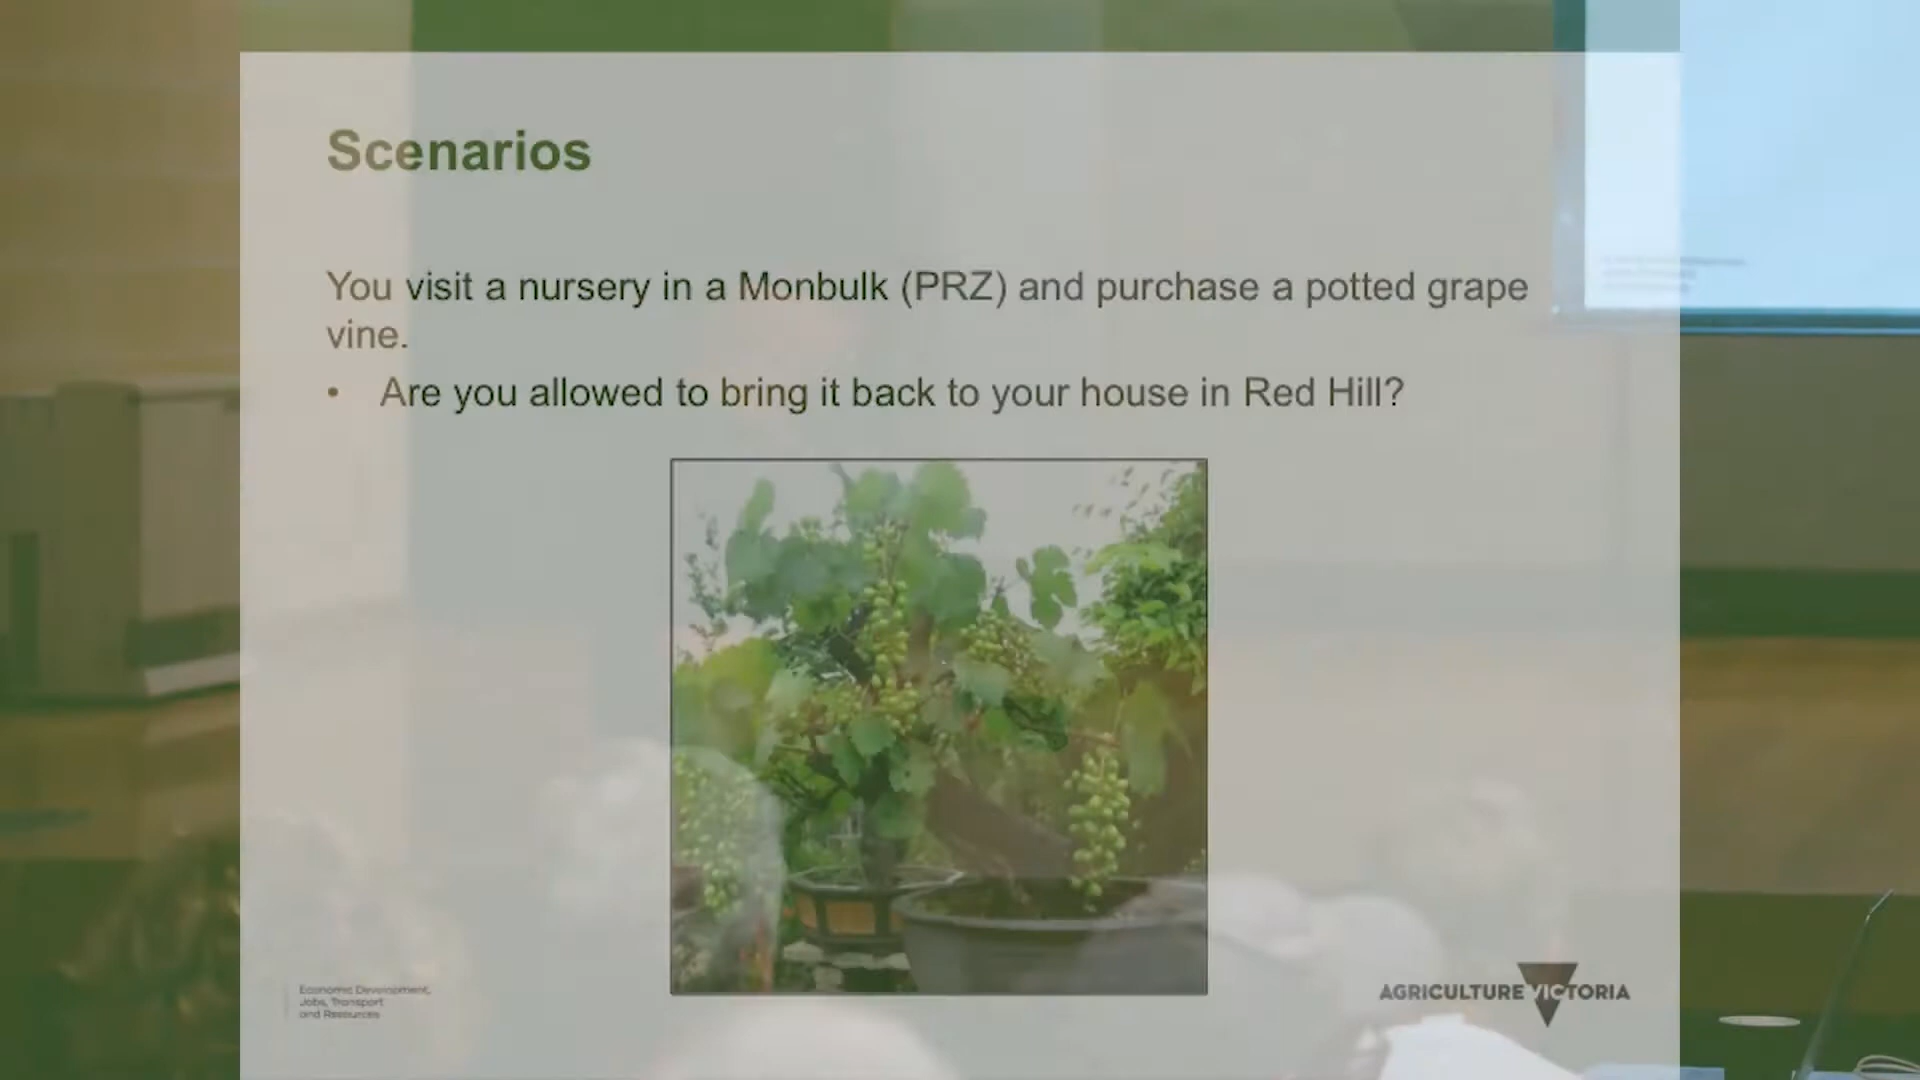 Scenarios
You visit a nursery in a Monbulk (PRZ) and purchase a potted grape
vine.
• Are you allowed to bring it back to your house in Red Hill?
Economic Development,
Jobs, Transport
and Resources
AGRICULTURE VICTORIA